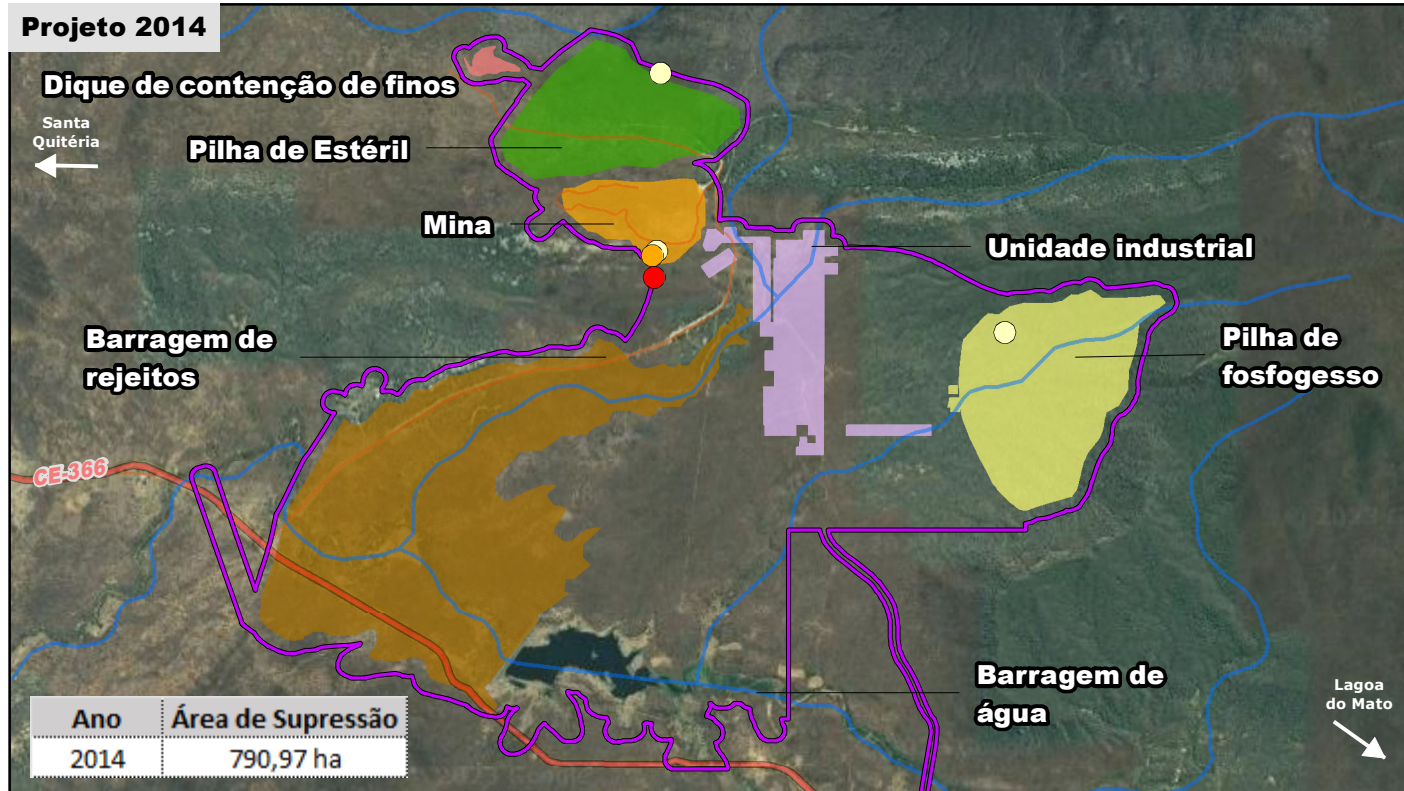 Projeto 2014
Dique de contenção de finos
Santa
Quitéria
Pilha de Estéril
Mina
Unidade industrial
Barragem de
rejeitos
Pilha de
fosfogesso
CE-366
Barragem de
água
Lagoa
do Mato
Ano Área de Supressão
2014 790,97 ha